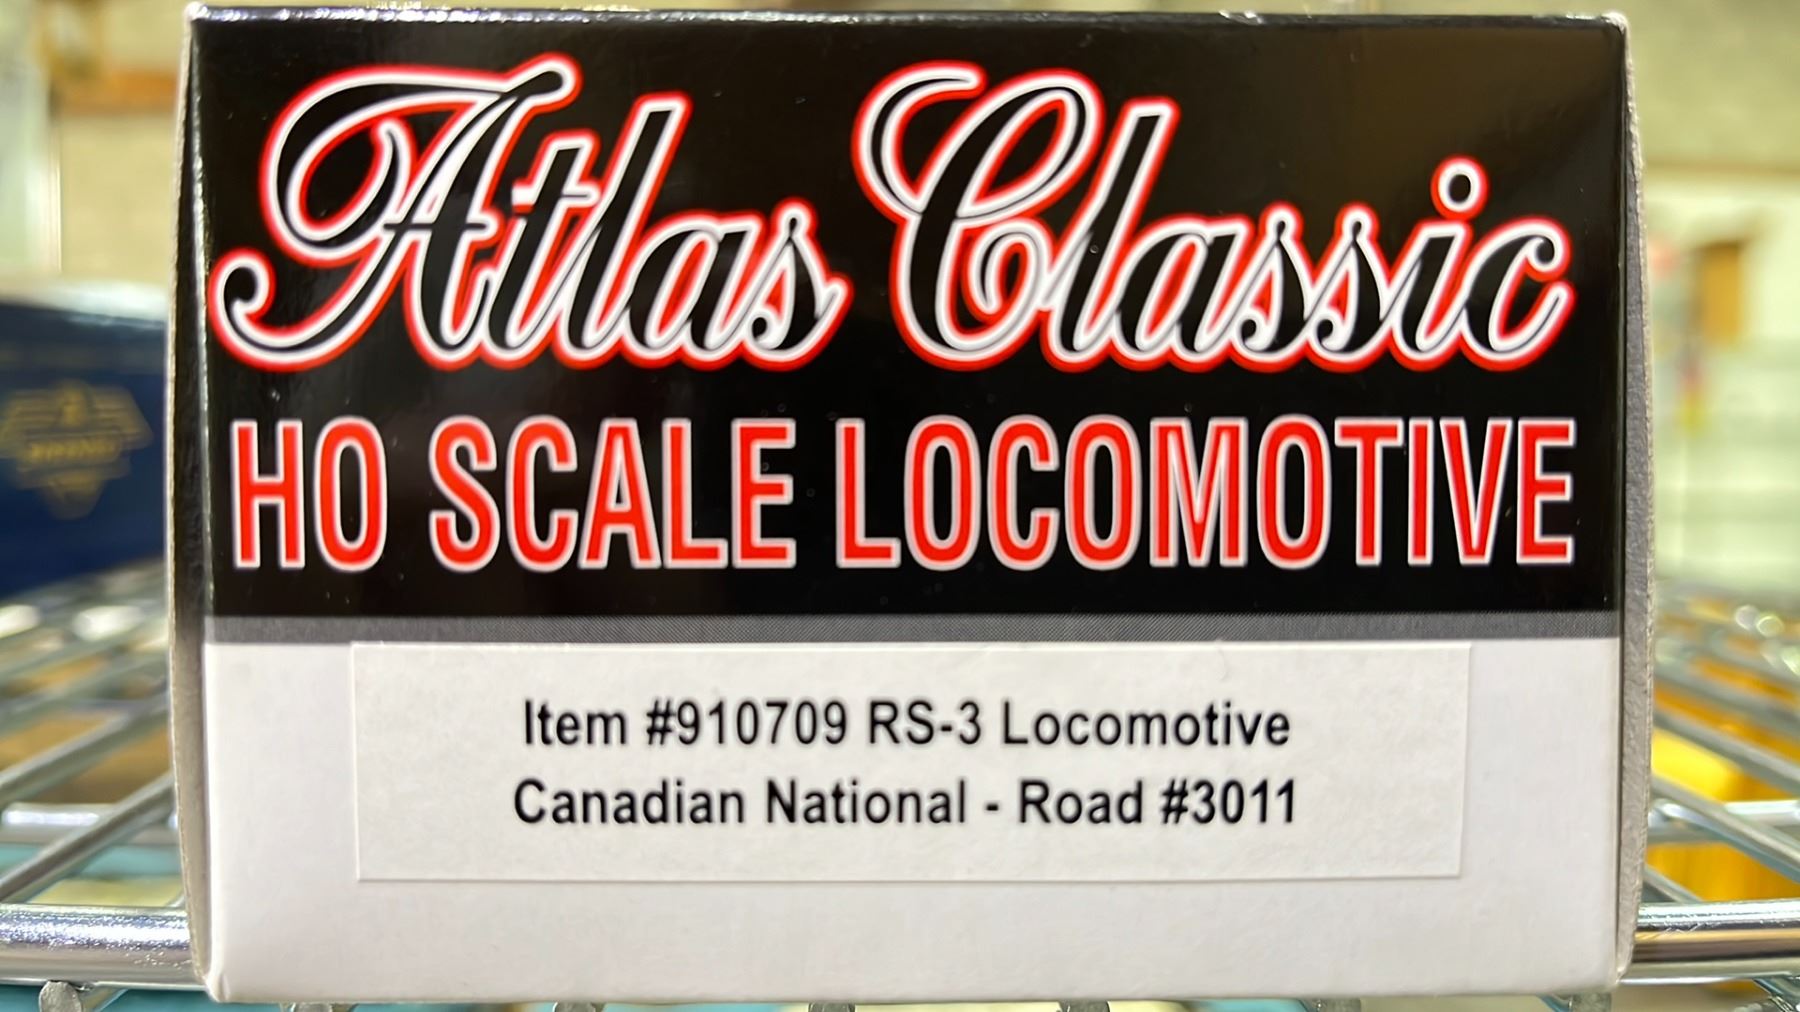 Atlas Classic
HO SCALE LOCOMOTIVE
Item #910709 RS-3 Locomotive
Canadian National - Road #3011